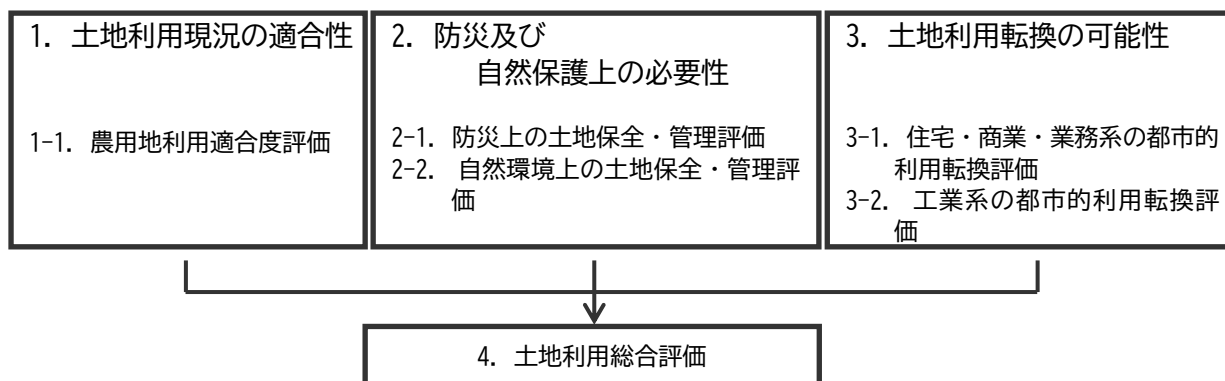 1. 土地利用現況の適合性
1-1. 農用地利用適合度評価
2. 防災及び
自然保護上の必要性
2-1. 防災上の土地保全・管理評価
2-2. 自然環境上の土地保全・管理評
価
3. 土地利用転換の可能性
3-1. 住宅・商業・業務系の都市的
利用転換評価
3-2. 工業系の都市的利用転換評
価
4. 土地利用総合評価